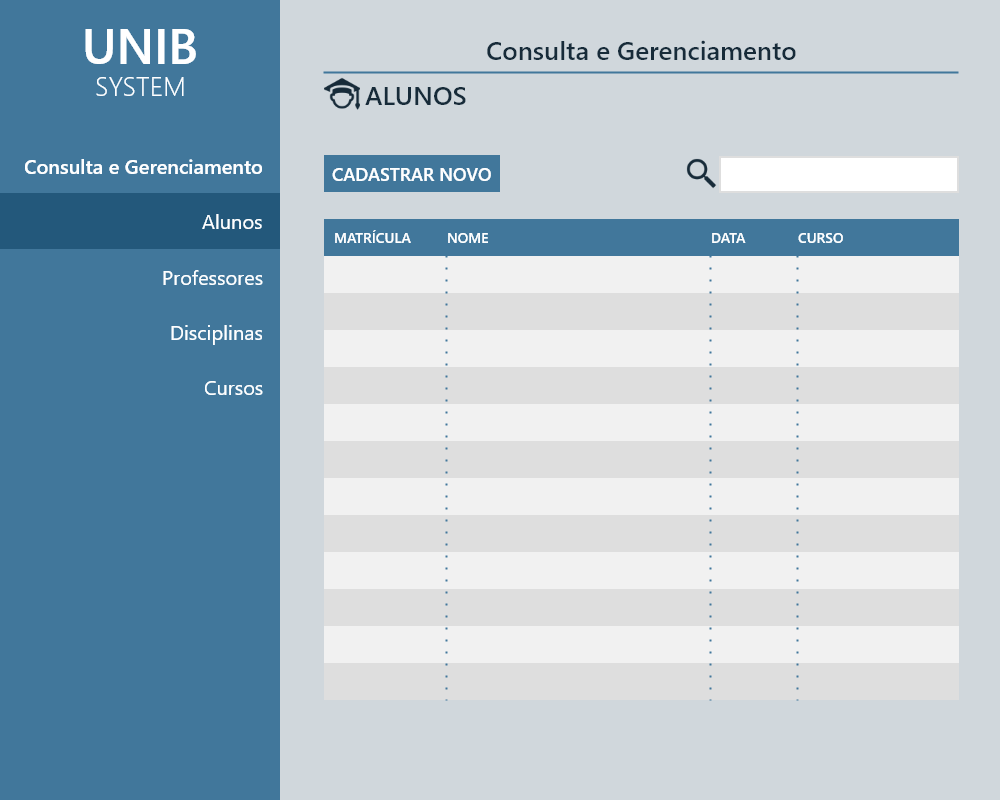 UNIB
SYSTEM
Consulta e Gerenciamento
Alunos
Professores
Disciplinas
Cursos
Consulta e Gerenciamento
ALUNOS
CADASTRAR NOVO
MATRÍCULA NOME DATA CURSO